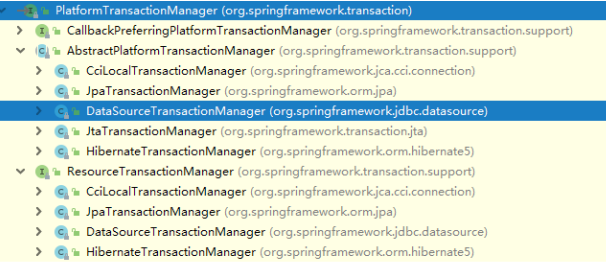 PlatformTransactionManager (org.springframework.transaction)
CallbackPreferringPlatformTransactionManager (org.springframework.transaction.support)
AbstractPlatformTransactionManager (org.springframework.transaction.support)
CciLocalTransactionManager (org.springframework.jca.cci.connection)
JpaTransactionManager (org.springframework.orm.jpa)
DataSourceTransactionManager (org.springframework.jdbc.datasource)
JtaTransactionManager (org.springframework.transaction.jta)
HibernateTransactionManager (org.springframework.orm.hibernate5)
ResourceTransactionManager (org.springframework.transaction.support)
CciLocalTransactionManager (org.springframework.jca.cci.connection)
JpaTransactionManager (org.springframework.orm.jpa)
DataSourceTransactionManager (org.springframework.jdbc.datasource)
HibernateTransactionManager (org.springframework.orm.hibernate5)